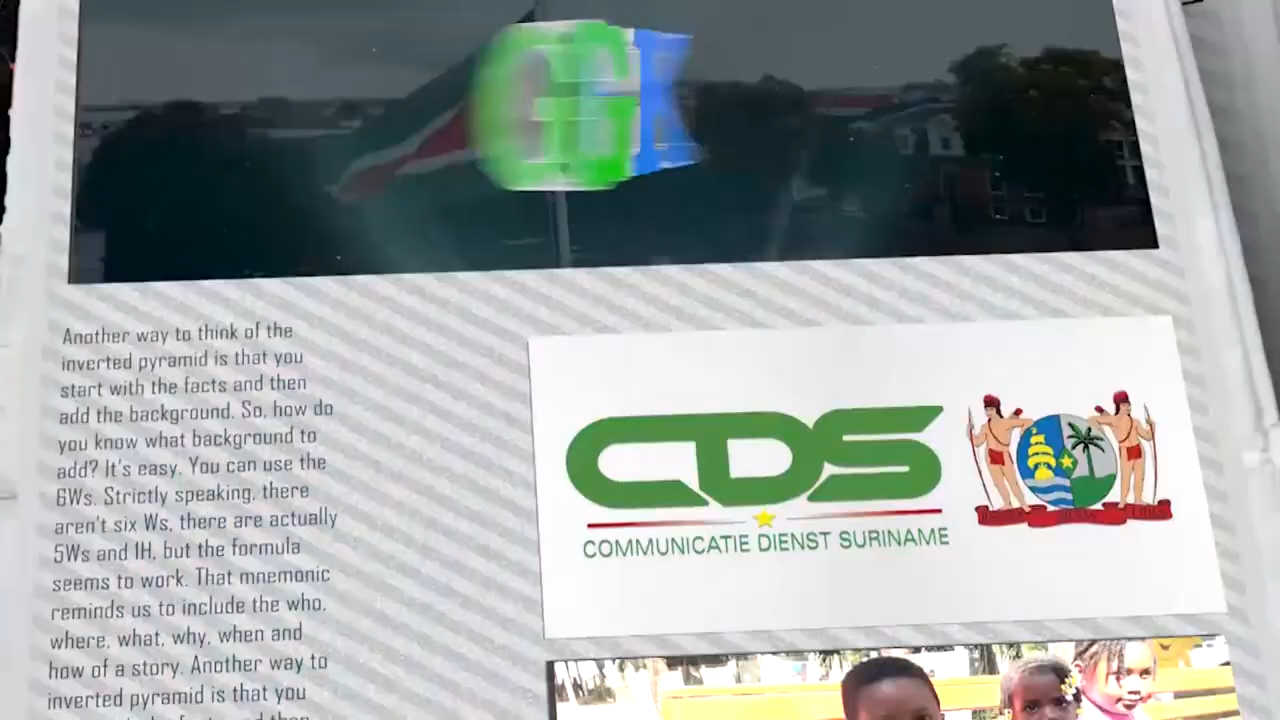 Another way to think of the
inverted pyramid is that you
start with the facts and then
add the background. So, how do
you know what background to
add? It's easy. You can use the
6Ws. Strictly speaking, there
aren't six Ws, there are actually
5Ws and 1H, but the formula
seems to work. That mnemonic
reminds us to include the who,
where, what, why, when and
how of a story. Another way to
inverted pyramid is that you
CDS
COMMUNICATIE DIENST SURINAME